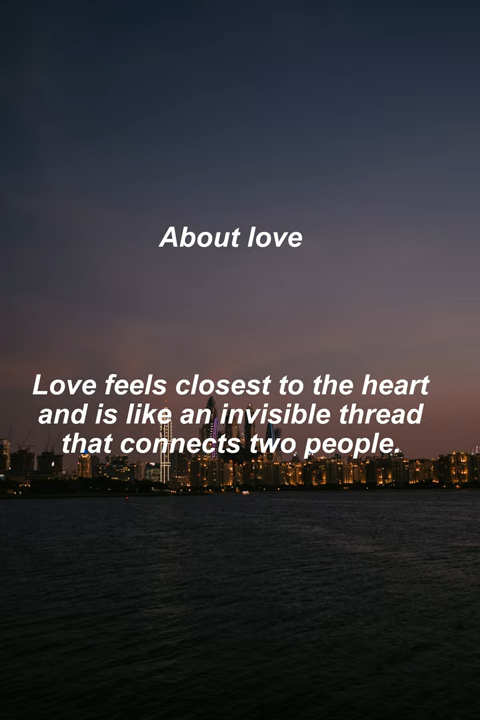 About love
Love feels closest to the heart
and is like an invisible thread
that connects two people.